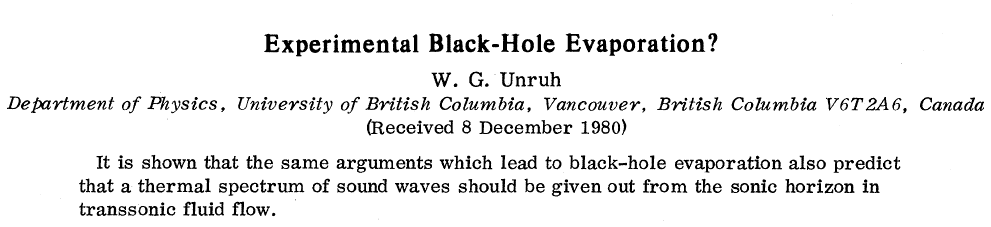 Experimental Black-Hole Evaporation?
W. G. Unruh
Department of Physics, University of British Columbia, Vancouver, British Columbia V6T2A6, Canada
(Received 8 December 1980)
It is shown that the same arguments which lead to black-hole evaporation also predict
that a thermal spectrum of sound waves should be given out from the sonic horizon in
transsonic fluid flow.